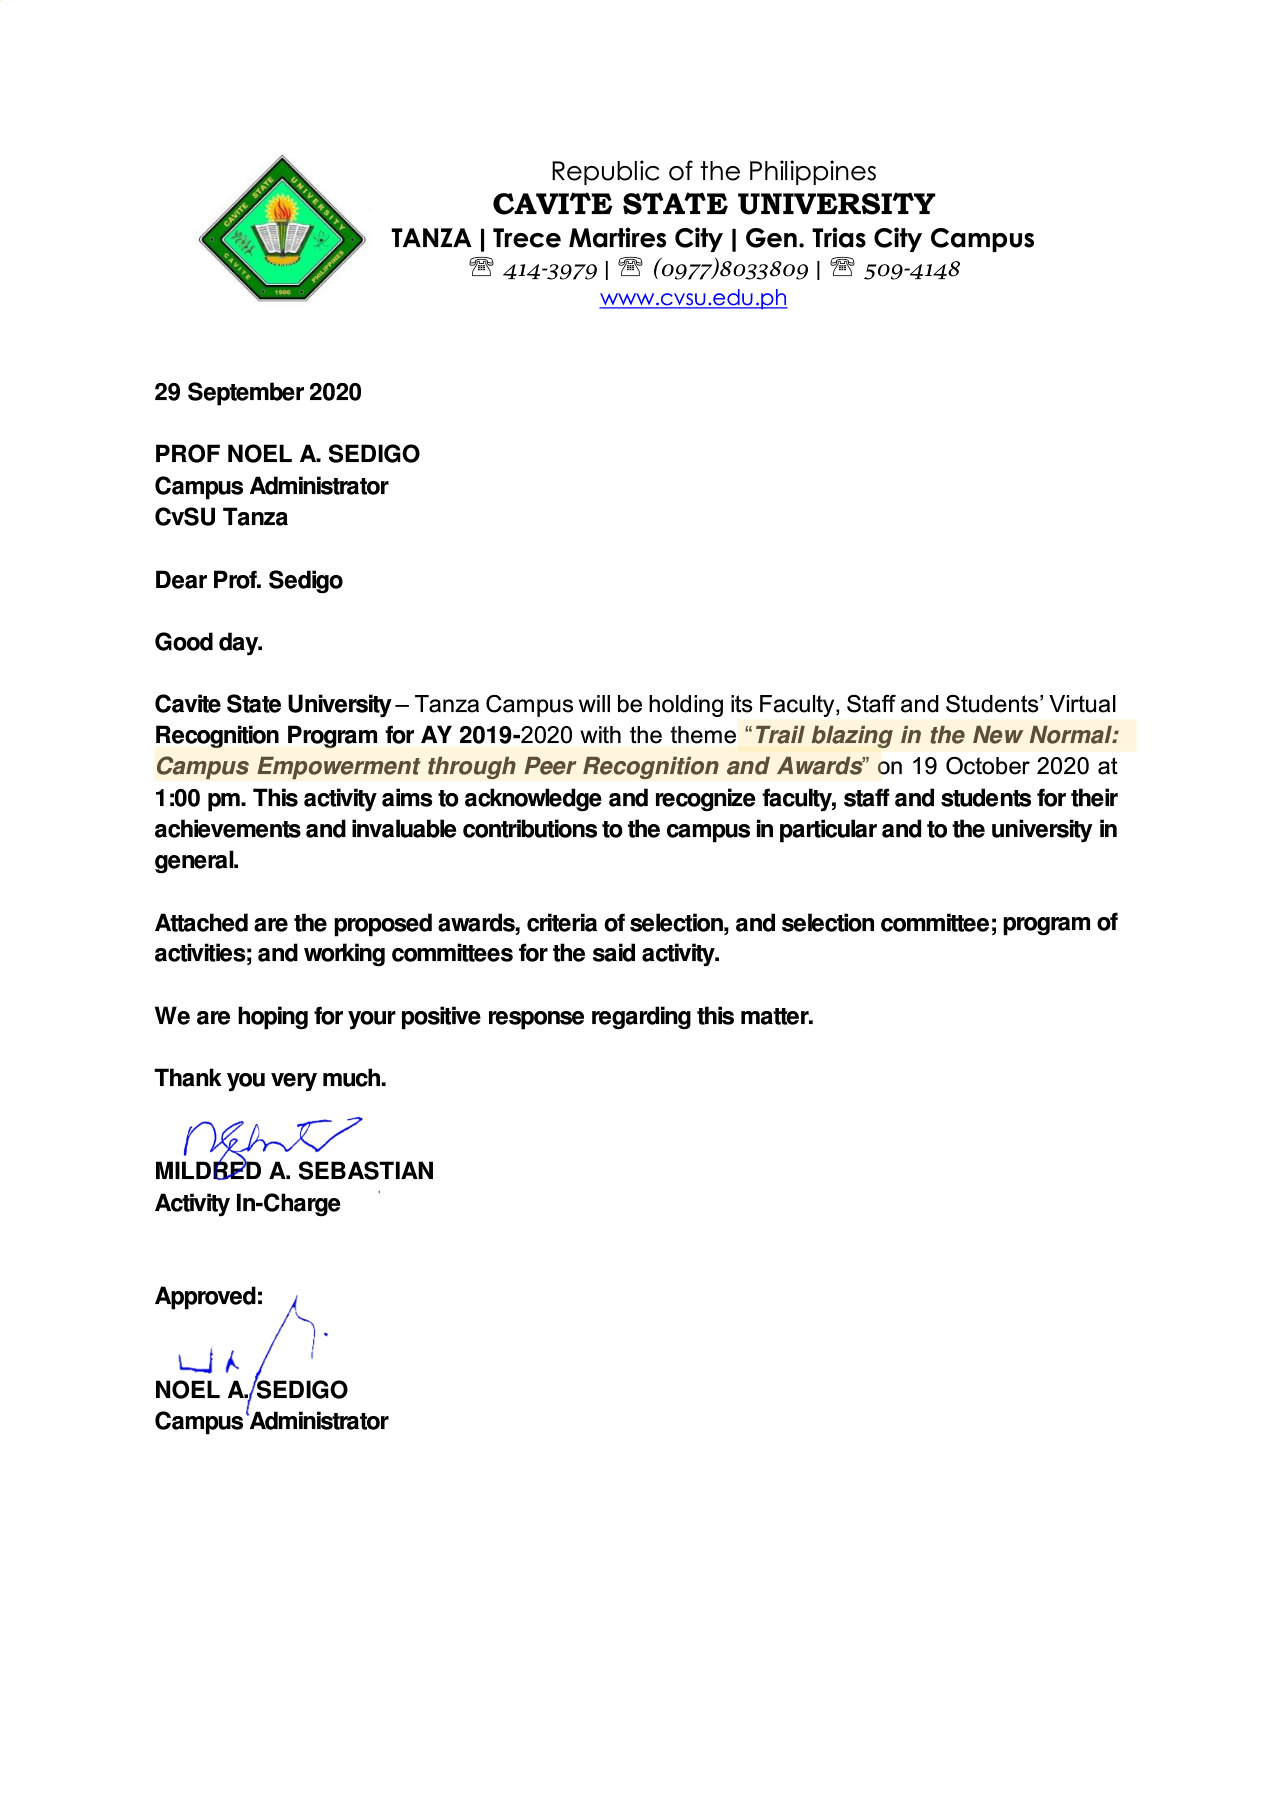 Republic of the Philippines
CAVITE STATE UNIVERSITY
TANZA | Trece Martires City | Gen. Trias City Campus
☏ 414-3979 | ☏ (0977)8033809 | ☏ 509-4148
www.cvsu.edu.ph
CAVITE STATE UNIVERSITY
CAVITE 1906 PHILIPPINES
29 September 2020
PROF NOEL A. SEDIGO
Campus Administrator
CvSU Tanza
Dear Prof. Sedigo
Good day.
Cavite State University – Tanza Campus will be holding its Faculty, Staff and Students’ Virtual
Recognition Program for AY 2019-2020 with the theme “Trail blazing in the New Normal:
Campus Empowerment through Peer Recognition and Awards” on 19 October 2020 at
1:00 pm. This activity aims to acknowledge and recognize faculty, staff and students for their
achievements and invaluable contributions to the campus in particular and to the university in
general.
Attached are the proposed awards, criteria of selection, and selection committee; program of
activities; and working committees for the said activity.
We are hoping for your positive response regarding this matter.
Thank you very much.
MILDRED A. SEBASTIAN
Activity In-Charge
Approved:
NOEL A. SEDIGO
Campus Administrator